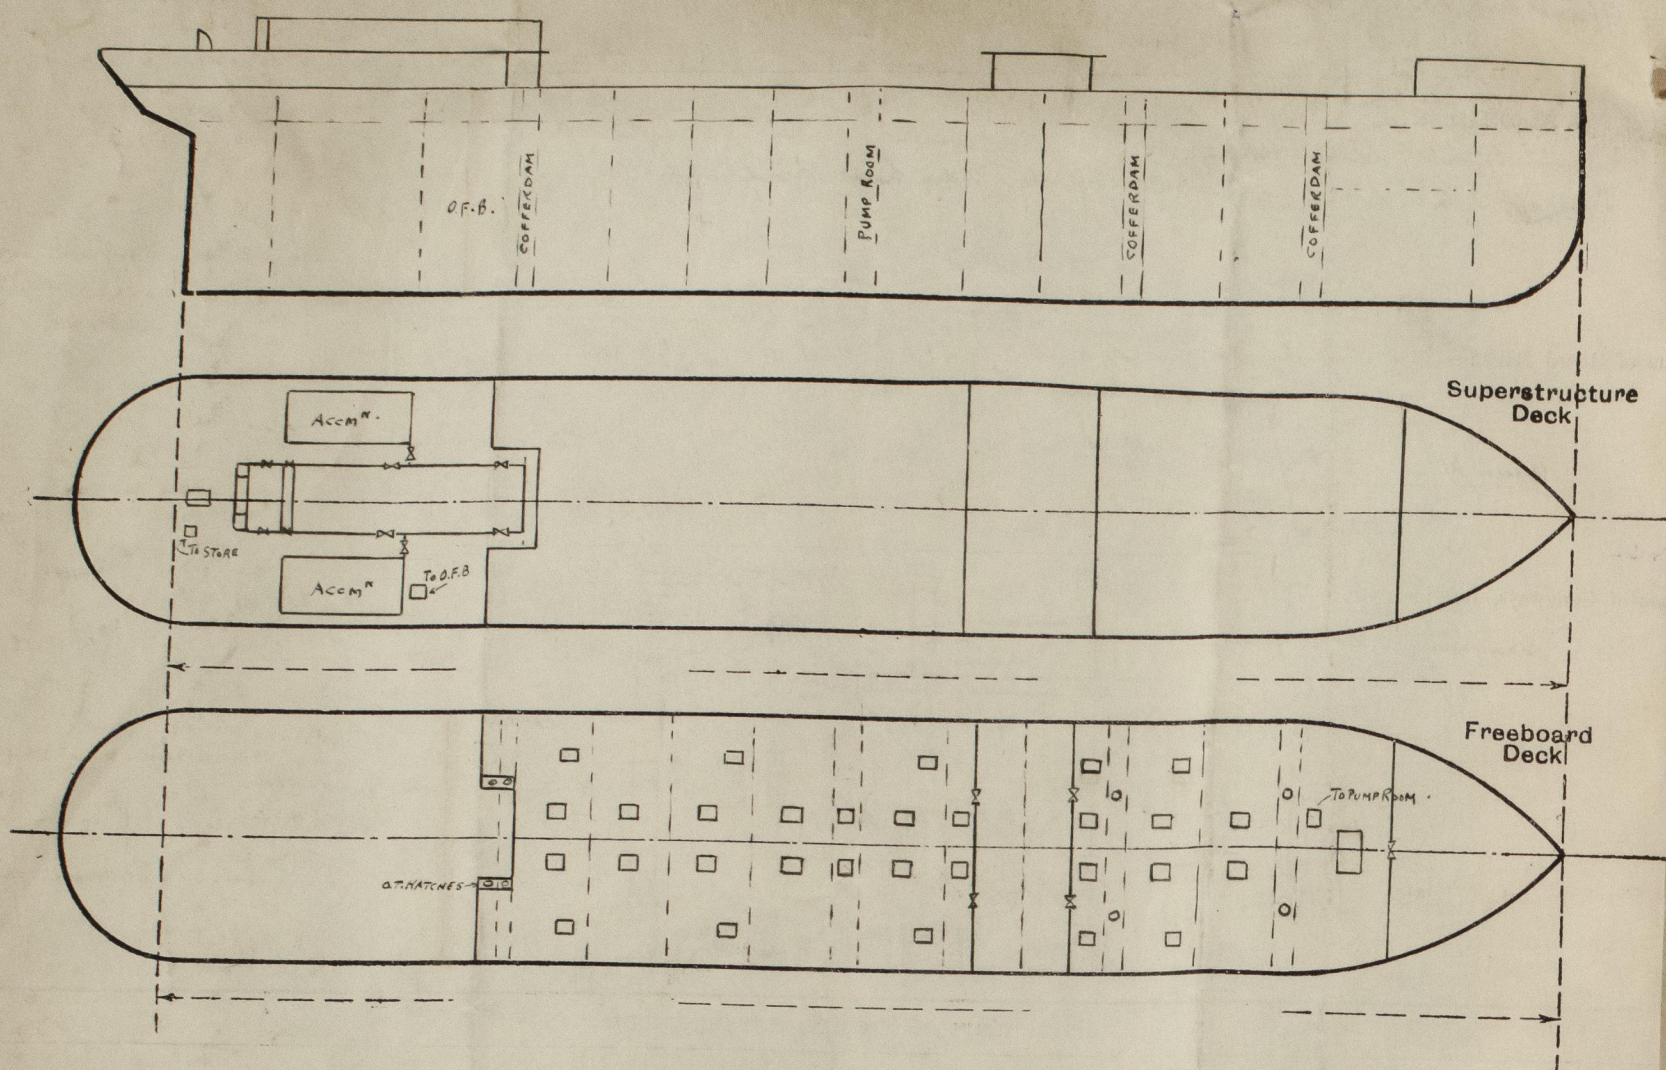 O.F.B.
COFFERDAM
PUMP ROOM
COFFERDAM
COFFERDAM
Superstructure
Deck
Accmᴺ.
TO STORE
Accmᴺ
To O.F.B
Freeboard
Deck
TO PUMP ROOM.
O.T. HATCHES